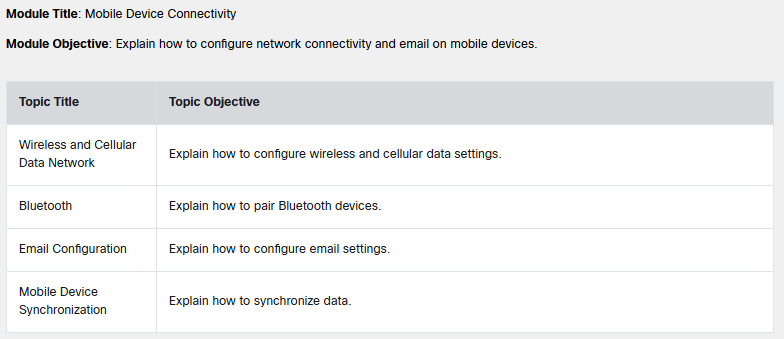 Module Title: Mobile Device Connectivity
Module Objective: Explain how to configure network connectivity and email on mobile devices.
Topic Title
Topic Objective
Wireless and Cellular
Data Network
Explain how to configure wireless and cellular data settings.
Bluetooth
Explain how to pair Bluetooth devices.
Email Configuration
Explain how to configure email settings.
Mobile Device
Synchronization
Explain how to synchronize data.